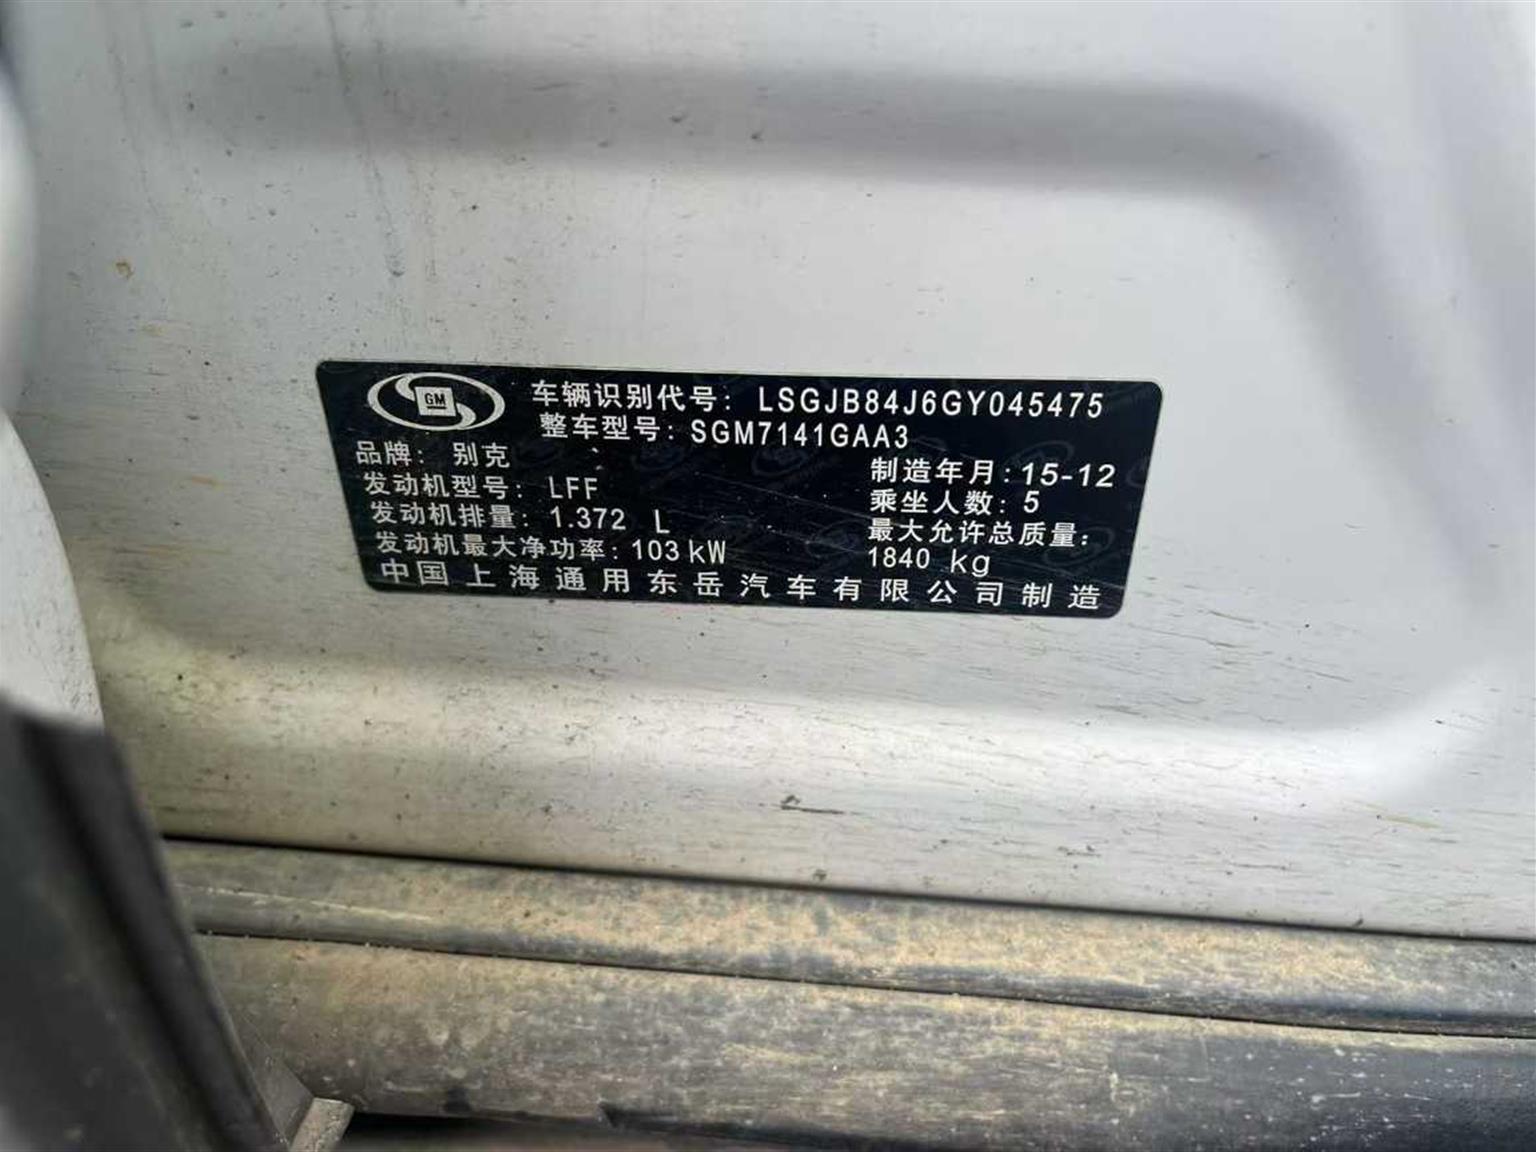 GM
车辆识别代号: LSGJB84J6GY045475
整车型号: SGM7141GAA3
品牌: 别克
制造年月: 15-12
发动机型号: LFF
乘坐人数: 5
发动机排量: 1.372 L
最大允许总质量:
发动机最大净功率: 103 kW
1840 kg
中国上海通用东岳汽车有限公司制造